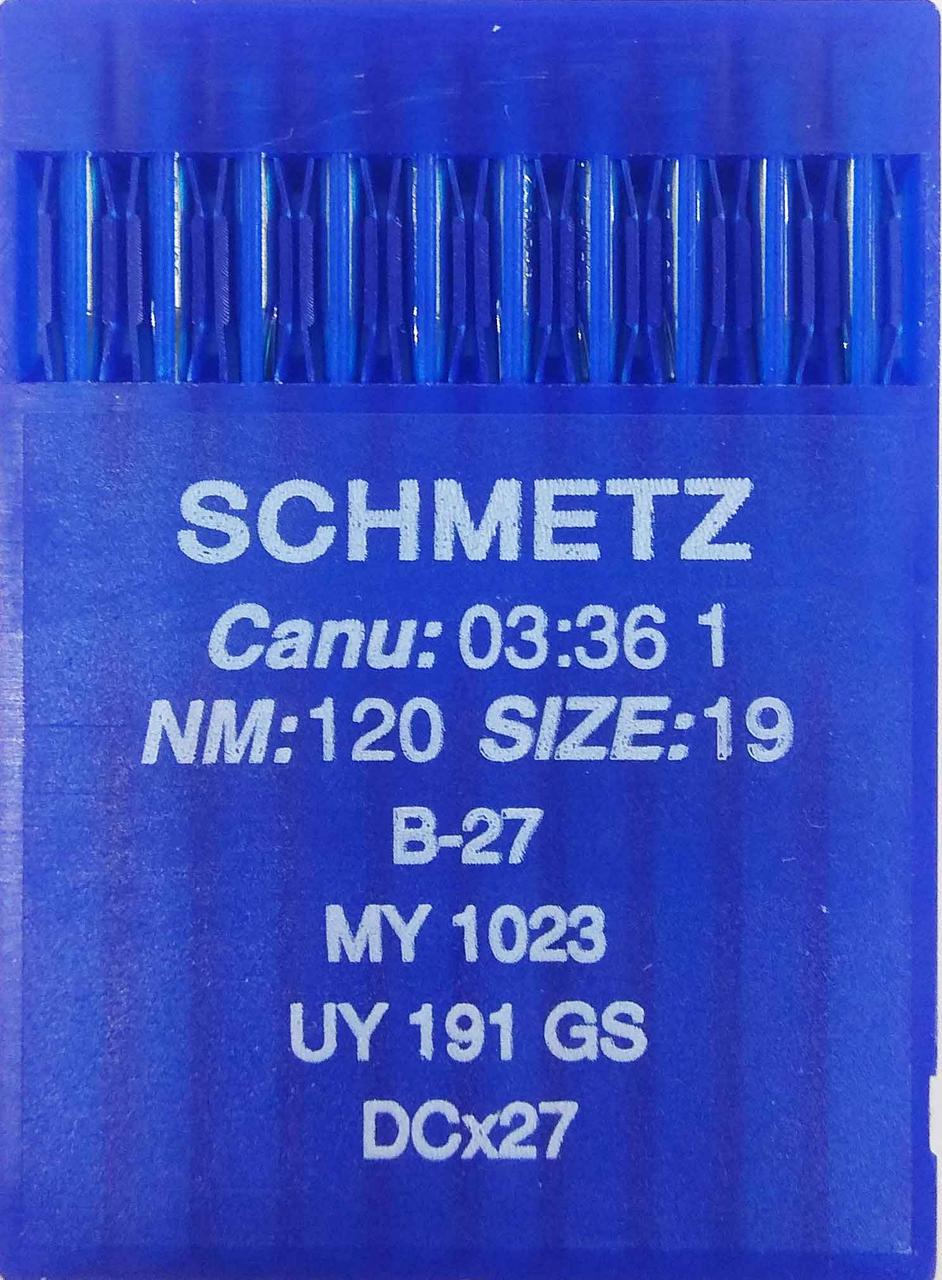 SCHMETZ
Canu: 03:36 1
NM:120 SIZE:19
B-27
MY 1023
UY 191 GS
DCx27